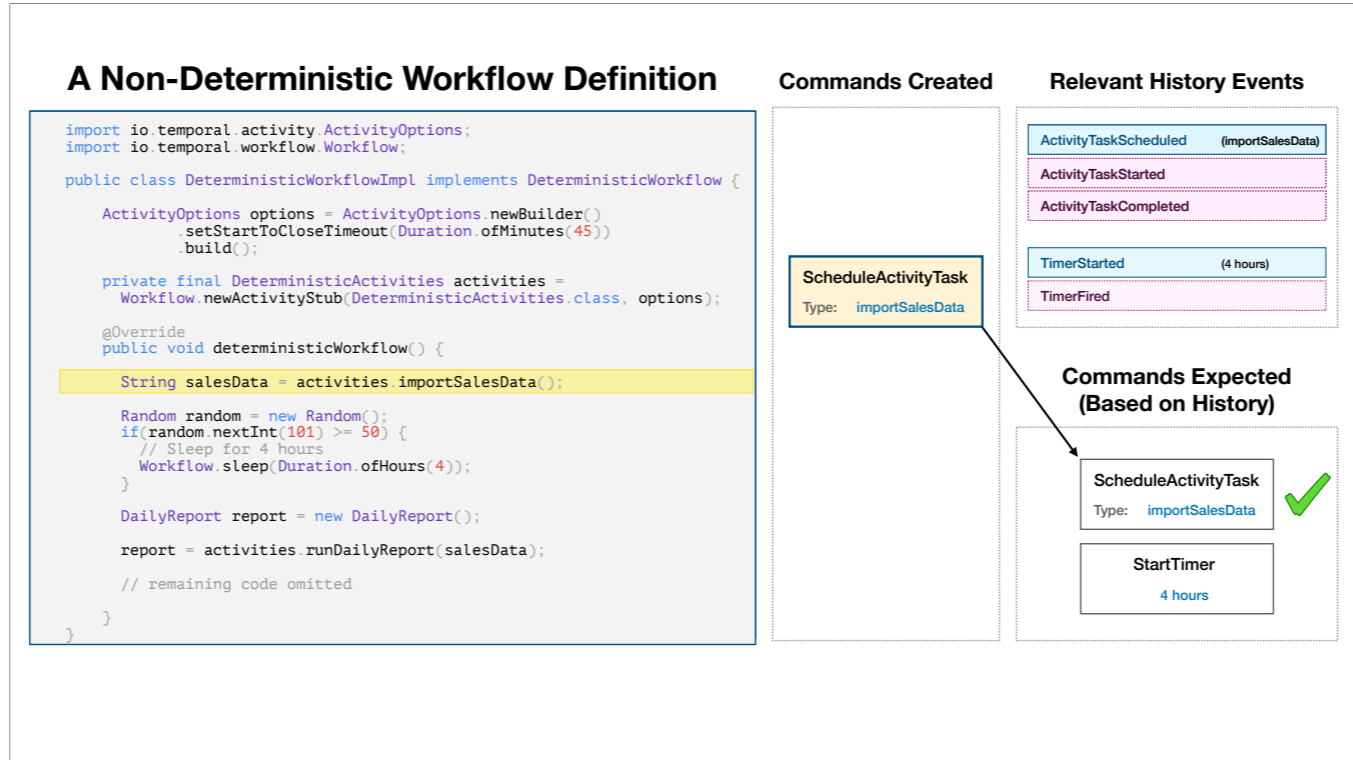 A Non-Deterministic Workflow Definition
import io.temporal.activity.ActivityOptions;
import io.temporal.workflow.Workflow;
public class DeterministicWorkflowImpl implements DeterministicWorkflow {
ActivityOptions options = ActivityOptions.newBuilder()
.setStartToCloseTimeout(Duration.ofMinutes(45))
.build();
private final DeterministicActivities activities =
Workflow.newActivityStub(DeterministicActivities.class, options);
@Override
public void deterministicWorkflow() {
String salesData = activities.importSalesData();
Random random = new Random();
if(random.nextInt(101) >= 50) {
// Sleep for 4 hours
Workflow.sleep(Duration.ofHours(4));
}
DailyReport report = new DailyReport();
report = activities.runDailyReport(salesData);
// remaining code omitted
}
}
Commands Created
ScheduleActivityTask
Type: importSalesData
Relevant History Events
ActivityTaskScheduled (importSalesData)
ActivityTaskStarted
ActivityTaskCompleted
TimerStarted (4 hours)
TimerFired
Commands Expected
(Based on History)
ScheduleActivityTask
Type: importSalesData
StartTimer
4 hours